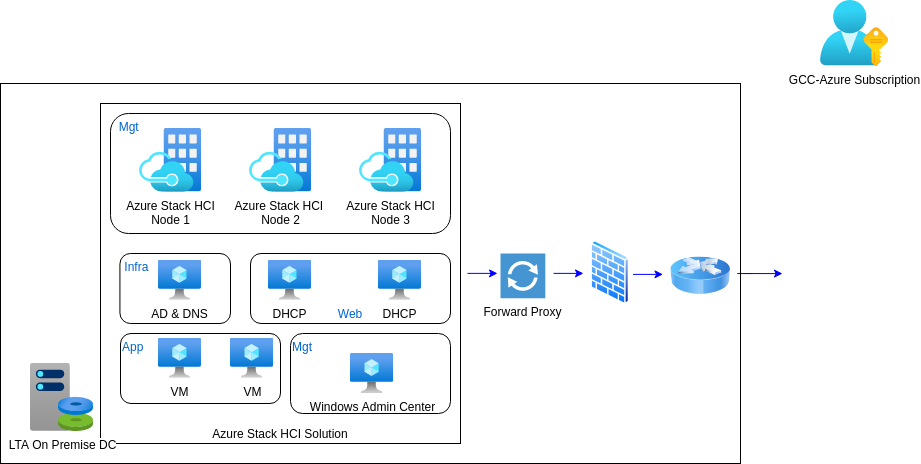 GCC-Azure Subscription
Mgt
Azure Stack HCI
Node 1
Azure Stack HCI
Node 2
Azure Stack HCI
Node 3
Infra
AD & DNS
DHCP
Web
DHCP
Forward Proxy
App
VM
VM
Mgt
Windows Admin Center
Azure Stack HCI Solution
LTA On Premise DC